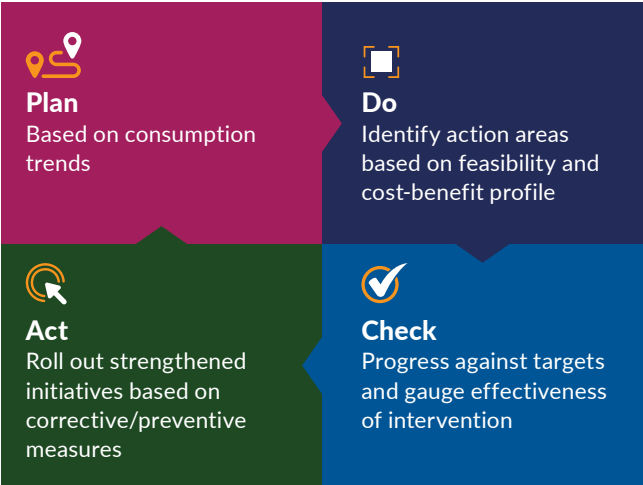 Plan
Based on consumption
trends
Do
Identify action areas
based on feasibility and
cost-benefit profile
Act
Roll out strengthened
initiatives based on
corrective/preventive
measures
Check
Progress against targets
and gauge effectiveness
of intervention